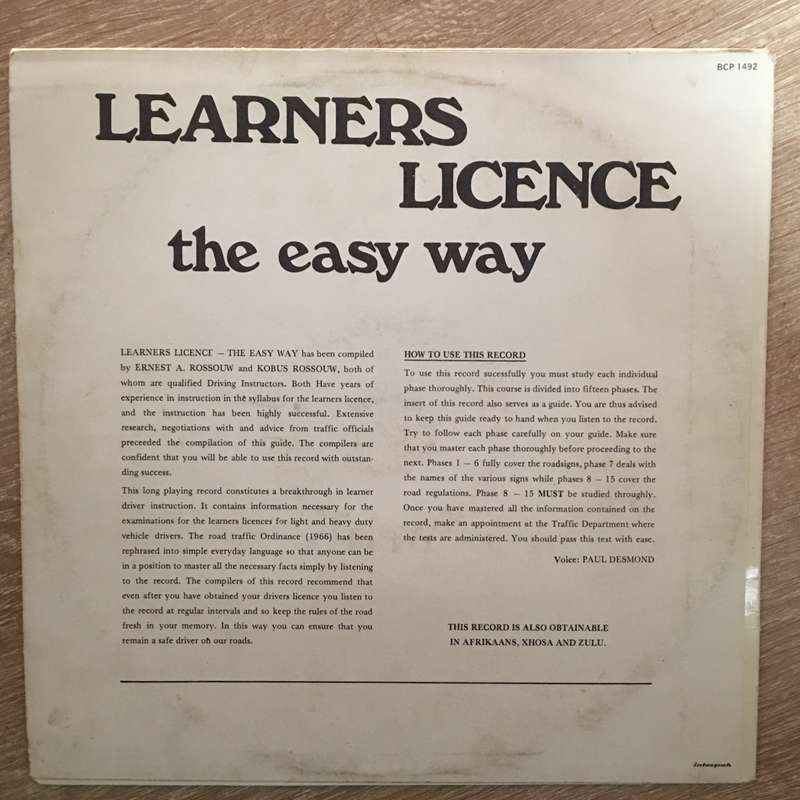 BCP 1492
LEARNERS
LICENCE
the easy way
LEARNERS LICENCE – THE EASY WAY has been compiled
by ERNEST A. ROSSOUW and KOBUS ROSSOUW, both of
whom are qualified Driving Instructors. Both Have years of
experience in instruction in the syllabus for the learners licence,
and the instruction has been highly successful. Extensive
research, negotiations with and advice from traffic officials
preceeded the compilation of this guide. The compilers are
confident that you will be able to use this record with outstan-
ding success.
This long playing record constitutes a breakthrough in learner
driver instruction. It contains information necessary for the
examinations for the learners licences for light and heavy duty
vehicle drivers. The road traffic Ordinance (1966) has been
rephrased into simple everyday language so that anyone can be
in a position to master all the necessary facts simply by listening
to the record. The compilers of this record recommend that
even after you have obtained your drivers licence you listen to
the record at regular intervals and so keep the rules of the road
fresh in your memory. In this way you can ensure that you
remain a safe driver on our roads.
HOW TO USE THIS RECORD
To use this record sucessfully you must study each individual
phase thoroughly. This course is divided into fifteen phases. The
insert of this record also serves as a guide. You are thus advised
to keep this guide ready to hand when you listen to the record.
Try to follow each phase carefully on your guide. Make sure
that you master each phase thoroughly before proceeding to the
next. Phases 1 – 6 fully cover the roadsigns, phase 7 deals with
the names of the various signs while phases 8 – 15 cover the
road regulations. Phase 8 – 15 MUST be studied throughly.
Once you have mastered all the information contained on the
record, make an appointment at the Traffic Department where
the tests are administered. You should pass this test with ease.
Voice: PAUL DESMOND
THIS RECORD IS ALSO OBTAINABLE
IN AFRIKAANS, XHOSA AND ZULU.
interpak